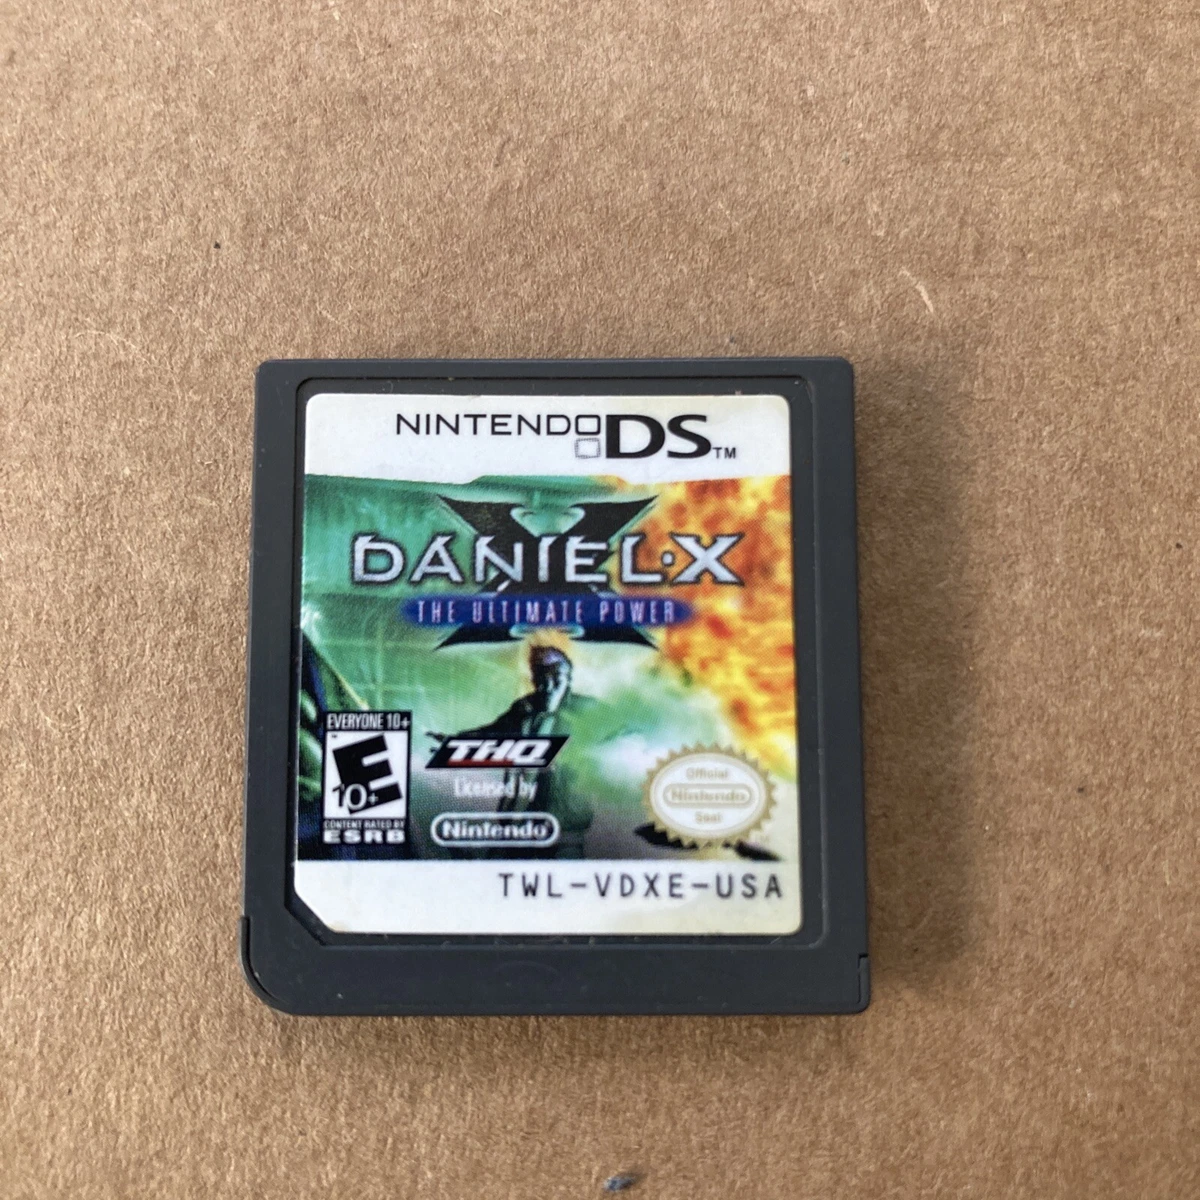 NINTENDO DS™
DANIEL·X
THE ULTIMATE POWER
EVERYONE 10+
E
10+
CONTENT RATED BY
ESRB
THQ
Licensed by
Nintendo®
Official
Nintendo
Seal
TWL-VDXE-USA